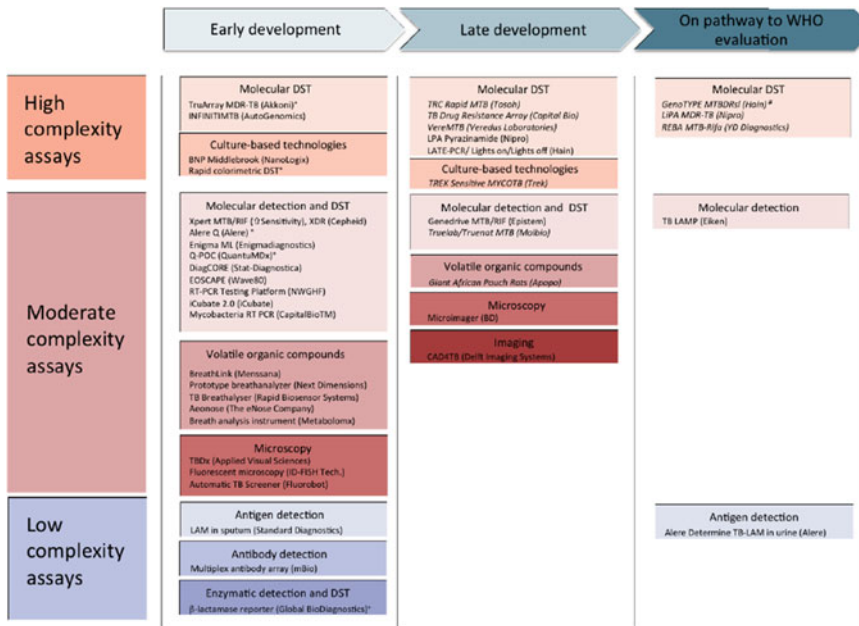 Early development
Late development
On pathway to WHO
evaluation
High
complexity
assays
Molecular DST
TruArray MDR-TB (Akkoni)*
INFINITIMTB (AutoGenomics)
Culture-based technologies
BNP Middlebrook (NanoLogix)
Rapid colorimetric DST*
Molecular DST
TRC Rapid MTB (Tosoh)
TB Drug Resistance Array (Capital Bio)
VereMTB (Veredus Laboratories)
LPA Pyrazinamide (Nipro)
LATE-PCR/ Lights on/Lights off (Hain)
Culture-based technologies
TREK Sensitive MYCOTB (Trek)
Molecular DST
GenoTYPE MTBDRsl (Hain)#
LiPA MDR-TB (Nipro)
REBA MTB-Rifa (YD Diagnostics)
Moderate
complexity
assays
Molecular detection and DST
Xpert MTB/RIF (⇧Sensitivity), XDR (Cepheid)
Alere Q (Alere) *
Enigma ML (Enigmadiagnostics)
Q-POC (QuantuMDx)*
DiagCORE (Stat-Diagnostica)
EOSCAPE (Wave80)
RT-PCR Testing Platform (NWGHF)
iCubate 2.0 (iCubate)
Mycobacteria RT PCR (CapitalBioTM)
Volatile organic compounds
BreathLink (Menssana)
Prototype breathanalyzer (Next Dimensions)
TB Breathalyser (Rapid Biosensor Systems)
Aeonose (The eNose Company)
Breath analysis instrument (Metabolomx)
Microscopy
TBDx (Applied Visual Sciences)
Fluorescent microscopy (ID-FISH Tech.)
Automatic TB Screener (Fluorobot)
Molecular detection and DST
Genedrive MTB/RIF (Epistem)
Truelab/Truenat MTB (Molbio)
Volatile organic compounds
Giant African Pouch Rats (Apopo)
Microscopy
Microimager (BD)
Imaging
CAD4TB (Delft Imaging Systems)
Molecular detection
TB LAMP (Eiken)
Low
complexity
assays
Antigen detection
LAM in sputum (Standard Diagnostics)
Antibody detection
Multiplex antibody array (mBio)
Enzymatic detection and DST
β-lactamase reporter (Global BioDiagnostics)*
Antigen detection
Alere Determine TB-LAM in urine (Alere)